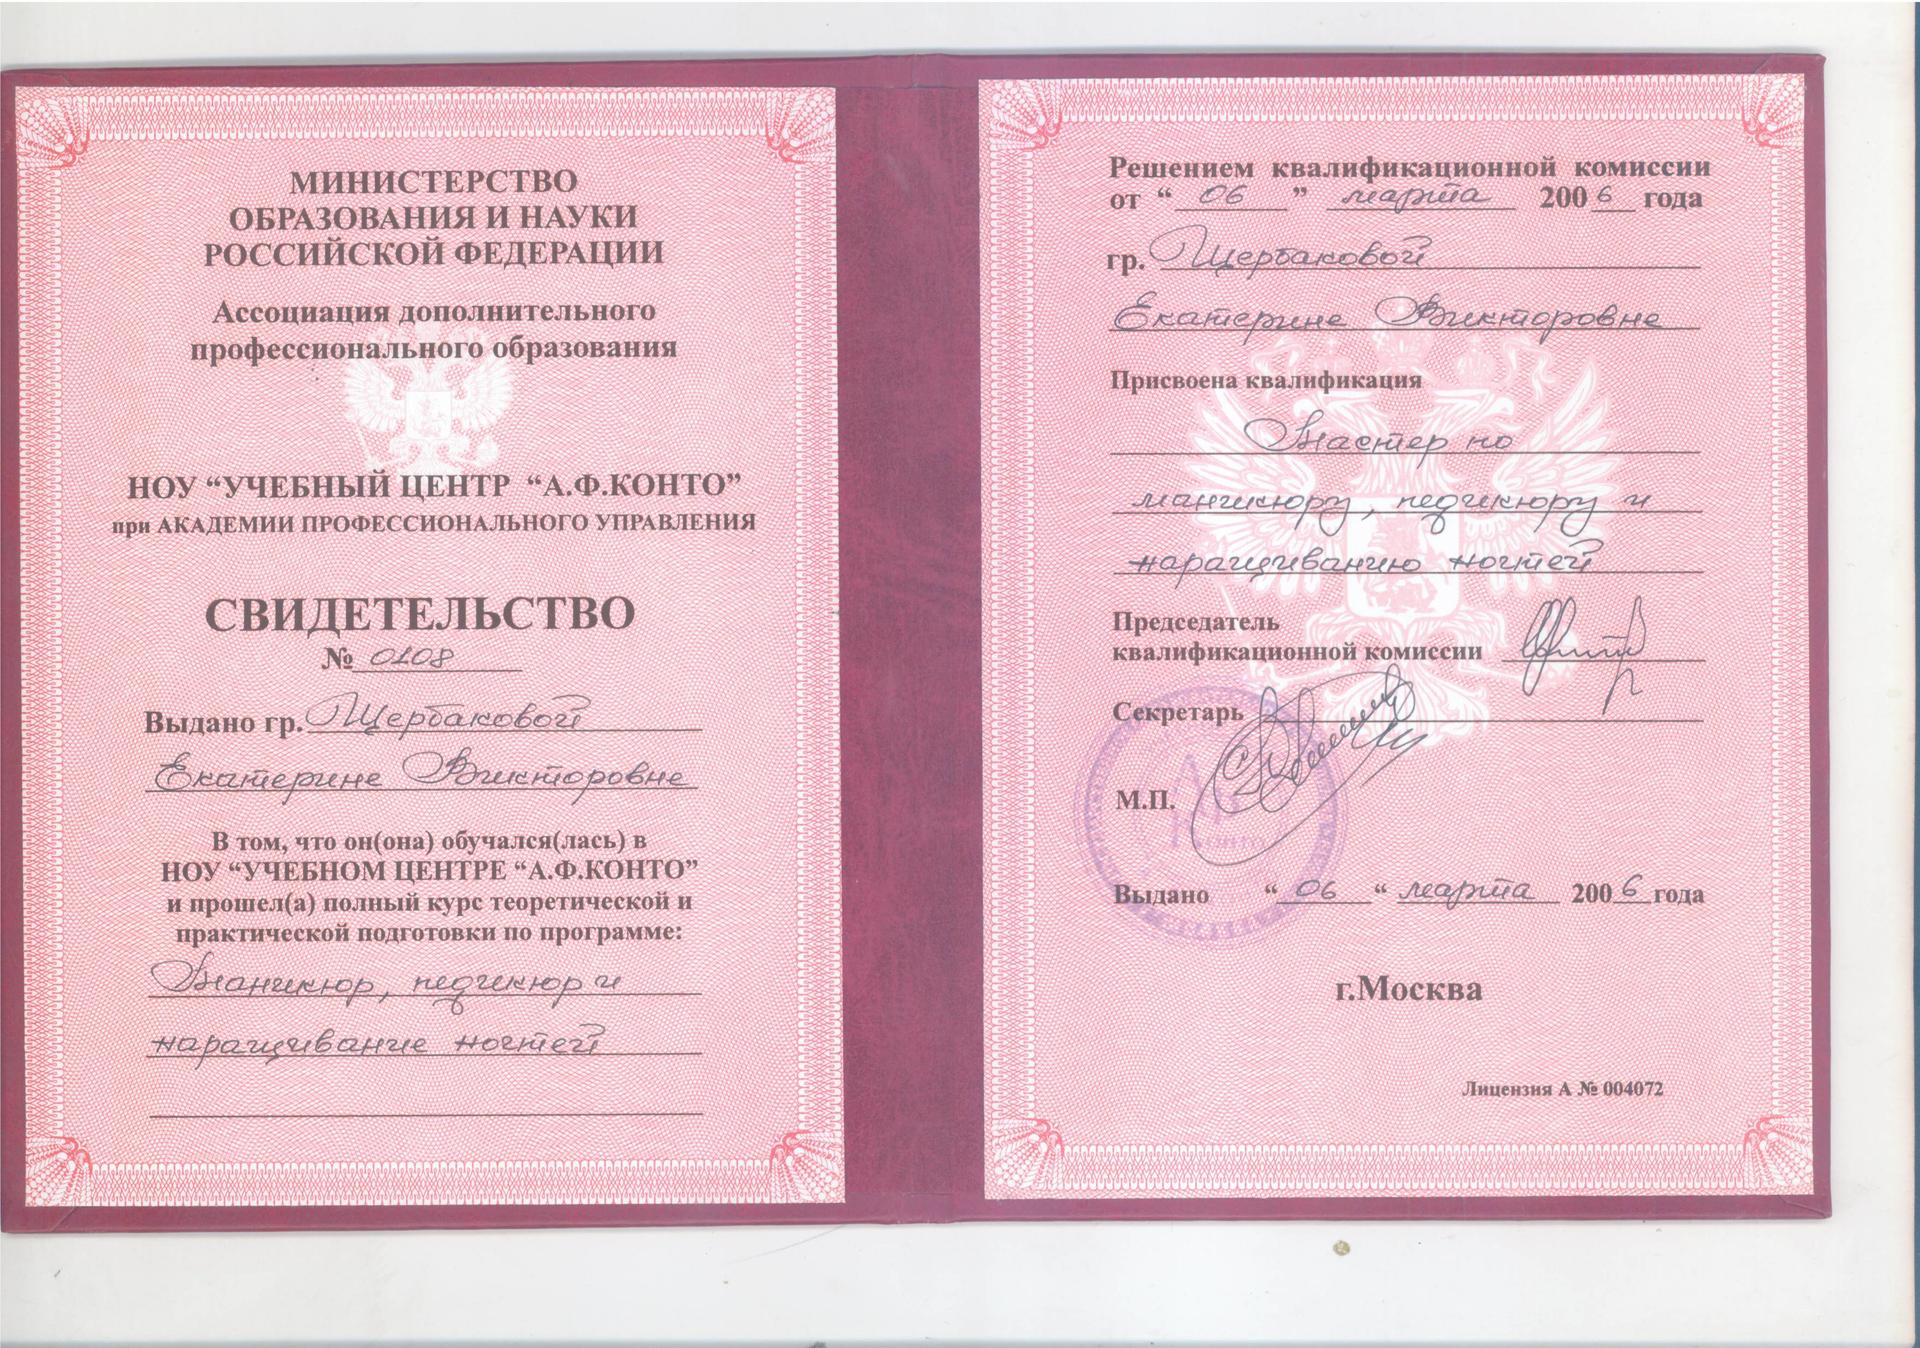 МИНИСТЕРСТВО
ОБРАЗОВАНИЯ И НАУКИ
РОССИЙСКОЙ ФЕДЕРАЦИИ
Ассоциация дополнительного
профессионального образования
НОУ “УЧЕБНЫЙ ЦЕНТР “А.Ф.КОНТО”
при АКАДЕМИИ ПРОФЕССИОНАЛЬНОГО УПРАВЛЕНИЯ
СВИДЕТЕЛЬСТВО
№ 0108
Выдано гр. Щербаковой
Екатерине Викторовне
В том, что он(она) обучался(лась) в
НОУ “УЧЕБНОМ ЦЕНТРЕ “А.Ф.КОНТО”
и прошел(а) полный курс теоретической и
практической подготовки по программе:
Маникюр, педикюр и
наращивание ногтей
Решением квалификационной комиссии
от “ 06 ” марта 2006 года
гр. Щербаковой
Екатерине Викторовне
Присвоена квалификация
Мастер по
маникюру, педикюру и
наращиванию ногтей
Председатель
квалификационной комиссии
Секретарь
М.П.
Выдано “ 06 “ марта 2006 года
г.Москва
Лицензия А № 004072